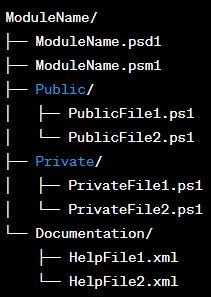 ModuleName/
├── ModuleName.psd1
├── ModuleName.psm1
├── Public/
│   ├── PublicFile1.ps1
│   └── PublicFile2.ps1
├── Private/
│   ├── PrivateFile1.ps1
│   └── PrivateFile2.ps1
└── Documentation/
    ├── HelpFile1.xml
    └── HelpFile2.xml